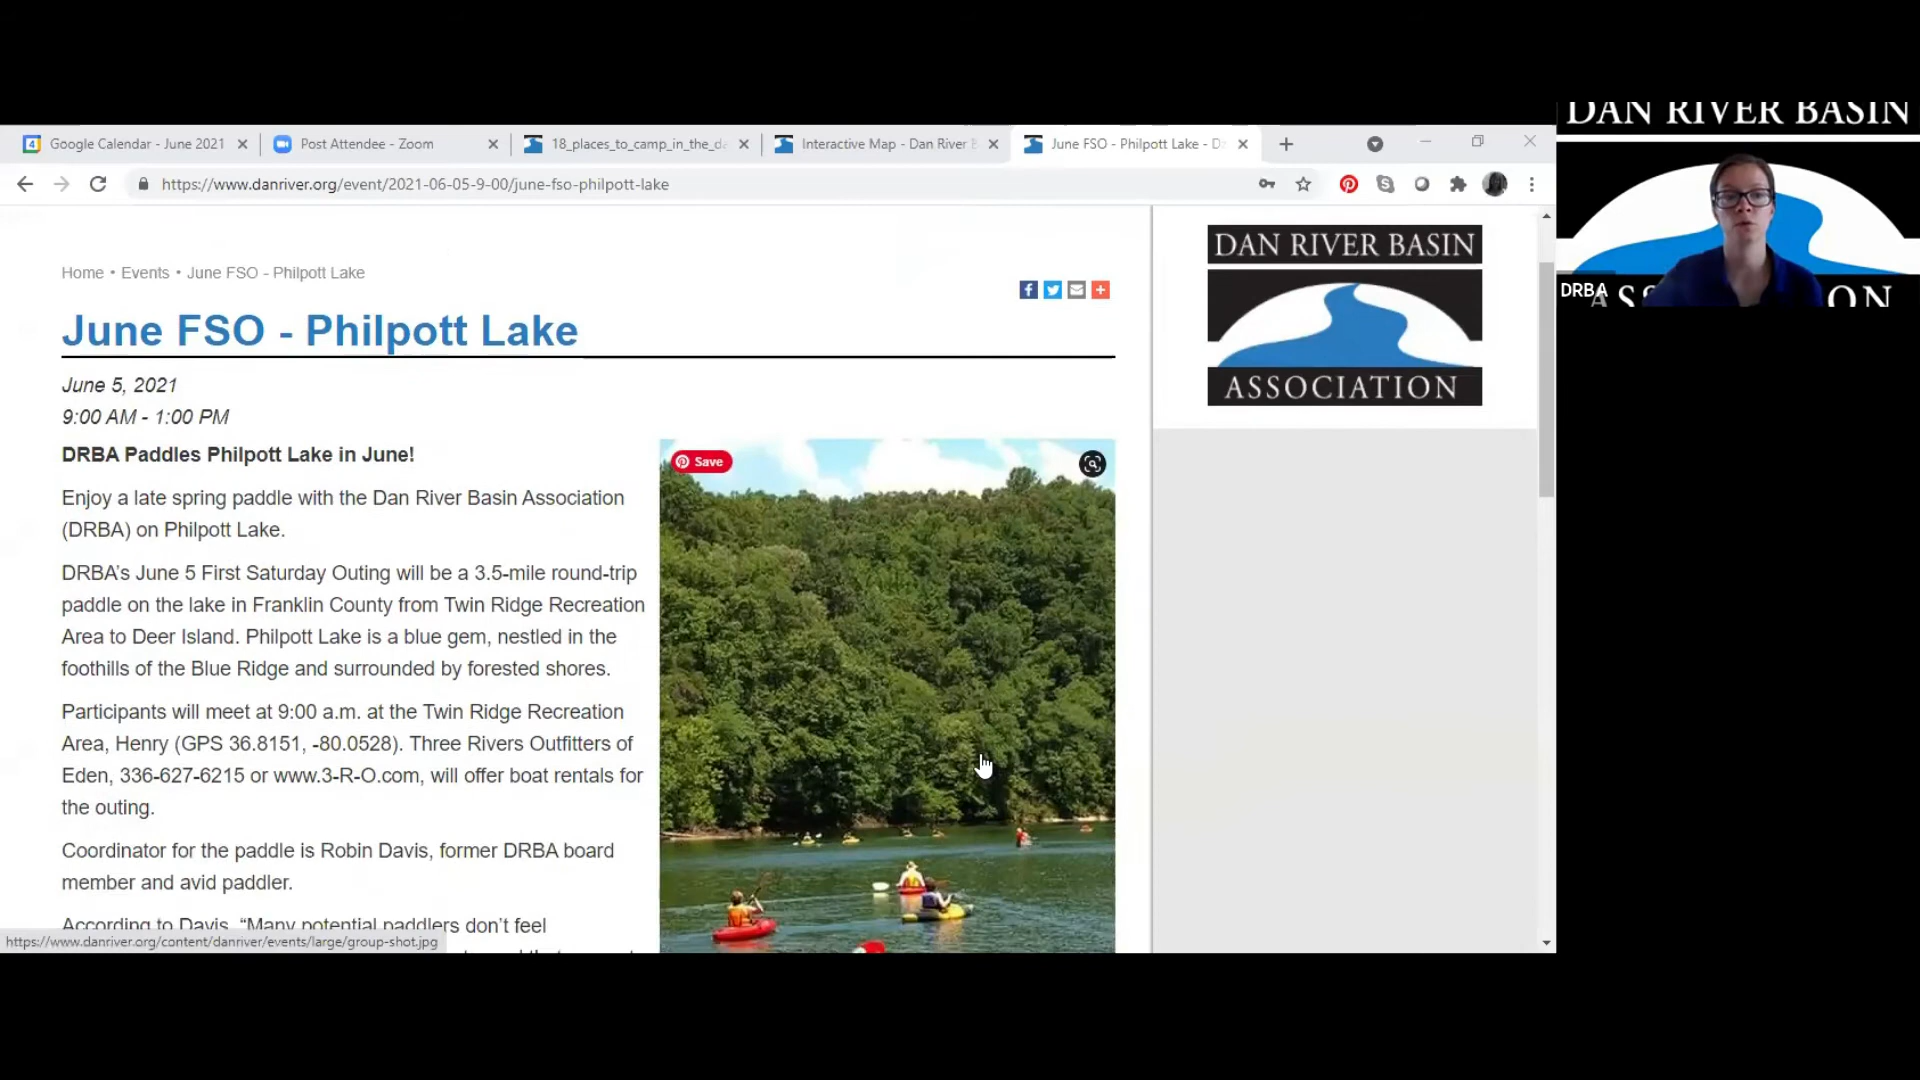 Google Calendar - June 2021
Post Attendee - Zoom
18_places_to_camp_in_the_da
Interactive Map - Dan River B
June FSO - Philpott Lake - Da
https://www.danriver.org/event/2021-06-05-9-00/june-fso-philpott-lake
Home • Events • June FSO - Philpott Lake
June FSO - Philpott Lake
June 5, 2021
9:00 AM - 1:00 PM
DRBA Paddles Philpott Lake in June!
Enjoy a late spring paddle with the Dan River Basin Association
(DRBA) on Philpott Lake.
DRBA's June 5 First Saturday Outing will be a 3.5-mile round-trip
paddle on the lake in Franklin County from Twin Ridge Recreation
Area to Deer Island. Philpott Lake is a blue gem, nestled in the
foothills of the Blue Ridge and surrounded by forested shores.
Participants will meet at 9:00 a.m. at the Twin Ridge Recreation
Area, Henry (GPS 36.8151, -80.0528). Three Rivers Outfitters of
Eden, 336-627-6215 or www.3-R-O.com, will offer boat rentals for
the outing.
Coordinator for the paddle is Robin Davis, former DRBA board
member and avid paddler.
According to Davis, “Many potential paddlers don’t feel
https://www.danriver.org/content/danriver/events/large/group-shot.jpg
Save
DAN RIVER BASIN
ASSOCIATION
DAN RIVER BASIN
DRBA
AS ON